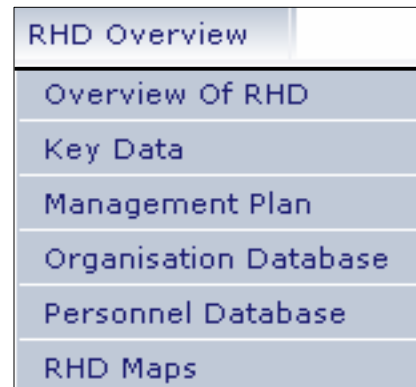 RHD Overview
Overview Of RHD
Key Data
Management Plan
Organisation Database
Personnel Database
RHD Maps